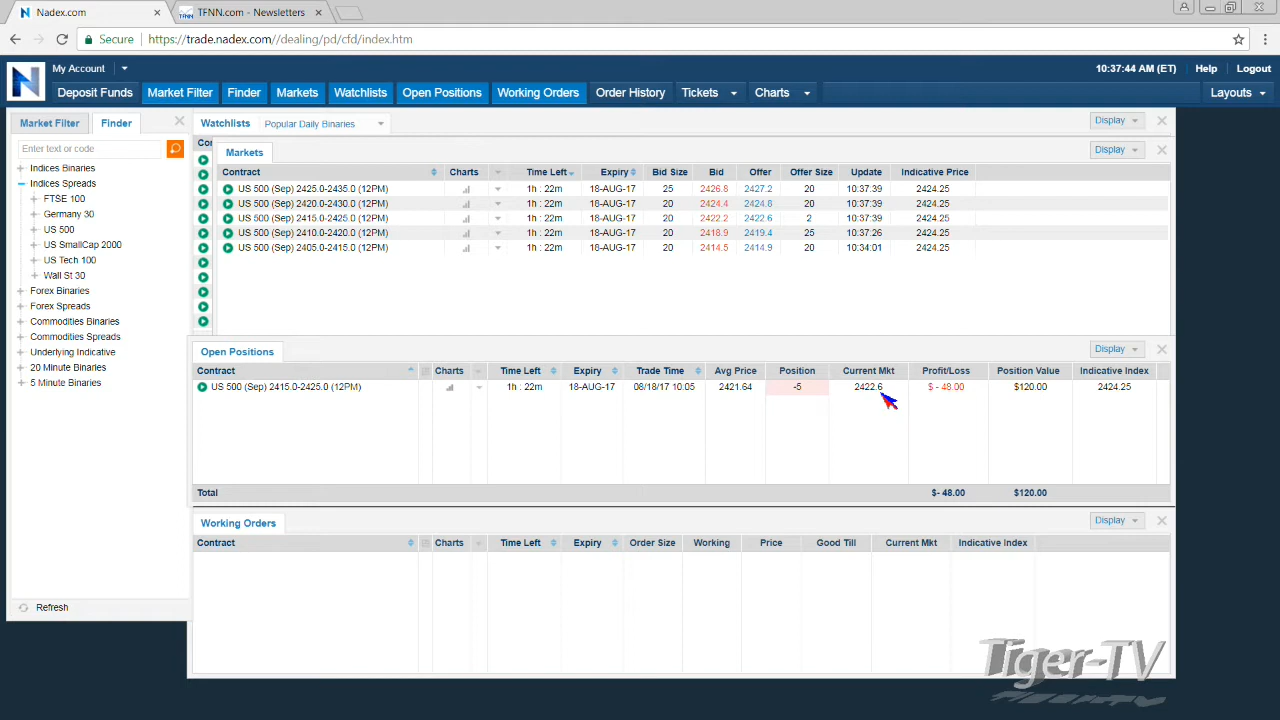 Nadex.com
TFNN.com - Newsletters
Secure https://trade.nadex.com//dealing/pd/cfd/index.htm
N
My Account
10:37:44 AM (ET) Help Logout
Deposit Funds Market Filter Finder Markets Watchlists Open Positions Working Orders Order History Tickets Charts Layouts
Market Filter Finder
Enter text or code
Indices Binaries
Indices Spreads
FTSE 100
Germany 30
US 500
US SmallCap 2000
US Tech 100
Wall St 30
Forex Binaries
Forex Spreads
Commodities Binaries
Commodities Spreads
Underlying Indicative
20 Minute Binaries
5 Minute Binaries
Refresh
Watchlists Popular Daily Binaries Display
Markets Display
Contract Charts Time Left Expiry Bid Size Bid Offer Offer Size Update Indicative Price
US 500 (Sep) 2425.0-2435.0 (12PM) 1h : 22m 18-AUG-17 25 2426.8 2427.2 20 10:37:39 2424.25
US 500 (Sep) 2420.0-2430.0 (12PM) 1h : 22m 18-AUG-17 20 2424.4 2424.8 20 10:37:39 2424.25
US 500 (Sep) 2415.0-2425.0 (12PM) 1h : 22m 18-AUG-17 20 2422.2 2422.6 2 10:37:39 2424.25
US 500 (Sep) 2410.0-2420.0 (12PM) 1h : 22m 18-AUG-17 20 2418.9 2419.4 25 10:37:26 2424.25
US 500 (Sep) 2405.0-2415.0 (12PM) 1h : 22m 18-AUG-17 20 2414.5 2414.9 20 10:34:01 2424.25
Open Positions Display
Contract Charts Time Left Expiry Trade Time Avg Price Position Current Mkt Profit/Loss Position Value Indicative Index
US 500 (Sep) 2415.0-2425.0 (12PM) 1h : 22m 18-AUG-17 08/18/17 10:05 2421.64 -5 2422.6 $ - 48.00 $120.00 2424.25
Total $- 48.00 $120.00
Working Orders Display
Contract Charts Time Left Expiry Order Size Working Price Good Till Current Mkt Indicative Index
Tiger-TV